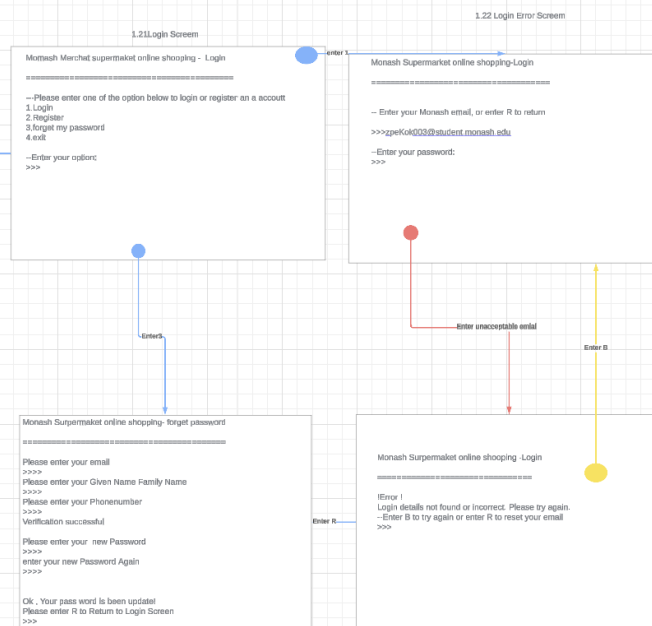 1.21Login Screem
1.22 Login Error Screem
Momash Merchat supermaket online shooping - Login
==========================================
---Please enter one of the option below to login or register an a accoutt
1.Login
2.Register
3,forget my password
4.exit
--Enter your option;
>>>
enter 1
Monash Supermarket online shopping-Login
====================================
-- Enter your Monash email, or enter R to return
>>>zpeKok003@student.monash.edu
--Enter your password:
>>>
Enter3
Enter unacceptable emial
Enter B
Monash Surpermaket online shopping- forget password
=========================================
Please enter your email
>>>>
Please enter your Given Name Family Name
>>>>
Please enter your Phonenumber
>>>>
Verification successful
Please enter your new Password
>>>>
enter your new Password Again
>>>>
Ok , Your pass word is been update!
Please enter R to Return to Login Screen
>>>
Enter R
Monash Surpermaket online shooping -Login
===============================
!Error !
Login details not found or incorrect. Please try again.
--Enter B to try again or enter R to reset your email
>>>